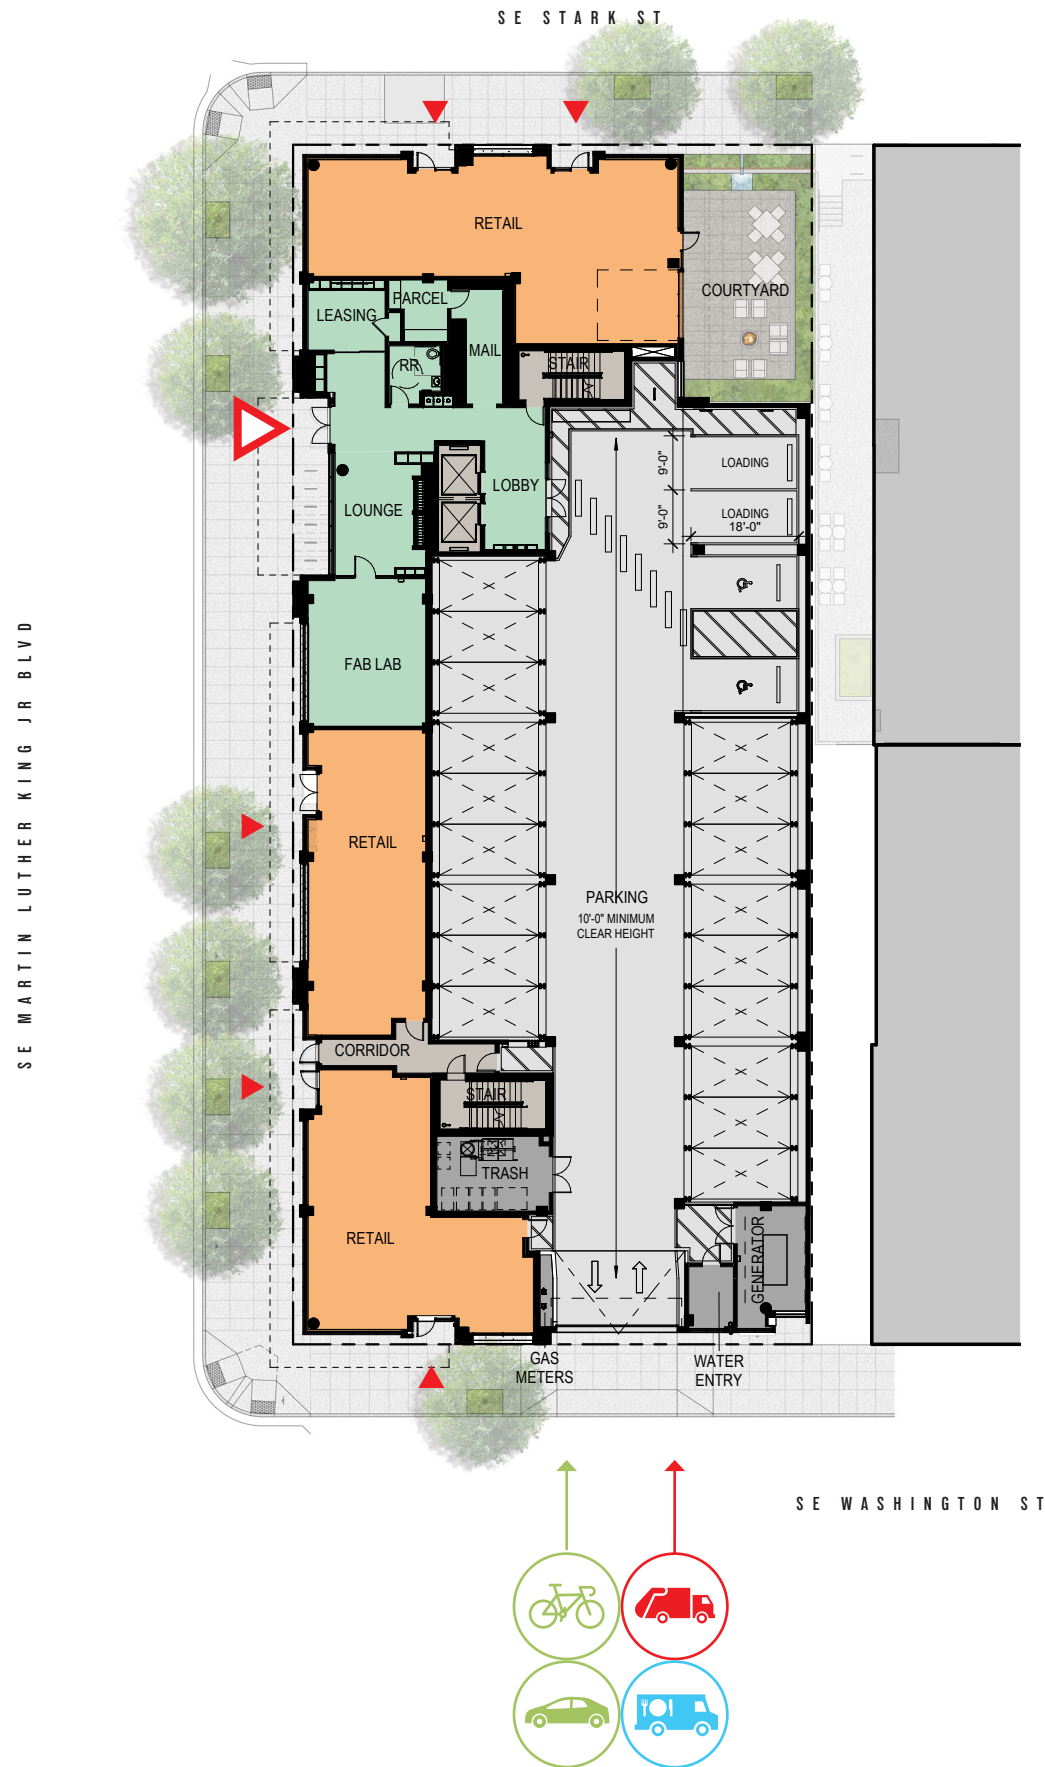 SE STARK ST
RETAIL
COURTYARD
PARCEL
LEASING
MAIL
RR
STAIR
LOADING
9'-0"
LOBBY
LOUNGE
9'-0"
LOADING
18'-0"
FAB LAB
SE MARTIN LUTHER KING JR BLVD
RETAIL
PARKING
10'-0" MINIMUM
CLEAR HEIGHT
CORRIDOR
STAIR
TRASH
RETAIL
GENERATOR
GAS
METERS
WATER
ENTRY
SE WASHINGTON ST